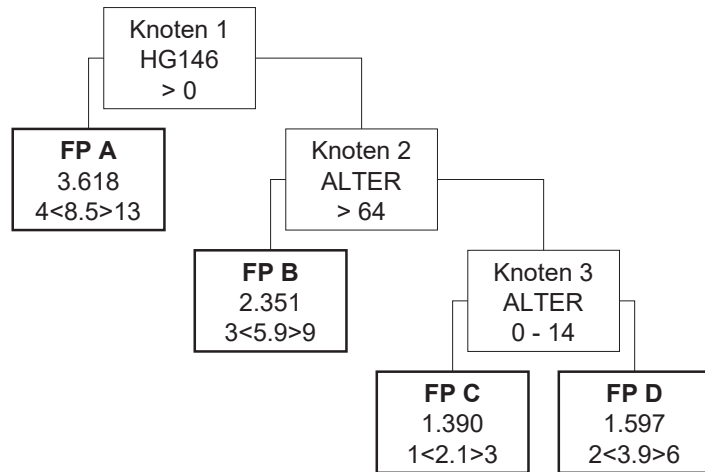 Knoten 1
HG146
> 0
FP A
3.618
4<8.5>13
Knoten 2
ALTER
> 64
FP B
2.351
3<5.9>9
Knoten 3
ALTER
0 - 14
FP C
1.390
1<2.1>3
FP D
1.597
2<3.9>6